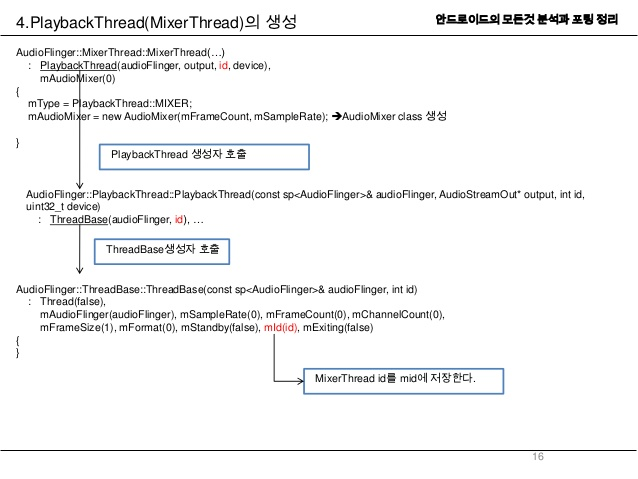 4.PlaybackThread(MixerThread)의 생성
안드로이드의 모든것 분석과 포팅 정리
AudioFlinger::MixerThread::MixerThread(…)
: PlaybackThread(audioFlinger, output, id, device),
mAudioMixer(0)
{
mType = PlaybackThread::MIXER;
mAudioMixer = new AudioMixer(mFrameCount, mSampleRate); ➔AudioMixer class 생성
}
PlaybackThread 생성자 호출
AudioFlinger::PlaybackThread::PlaybackThread(const sp<AudioFlinger>& audioFlinger, AudioStreamOut* output, int id,
uint32_t device)
: ThreadBase(audioFlinger, id), …
ThreadBase생성자 호출
AudioFlinger::ThreadBase::ThreadBase(const sp<AudioFlinger>& audioFlinger, int id)
: Thread(false),
mAudioFlinger(audioFlinger), mSampleRate(0), mFrameCount(0), mChannelCount(0),
mFrameSize(1), mFormat(0), mStandby(false), mId(id), mExiting(false)
{
}
MixerThread id를 mid에 저장한다.
16